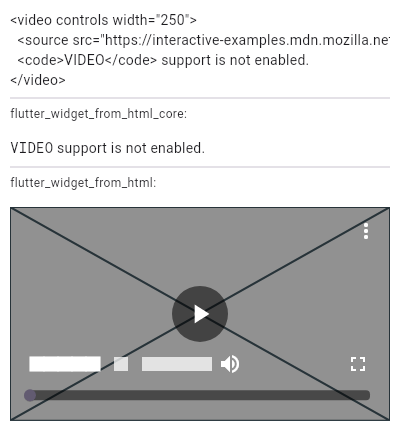 <video controls width="250">
<source src="https://interactive-examples.mdn.mozilla.ne
<code>VIDEO</code> support is not enabled.
</video>
flutter_widget_from_html_core:
VIDEO support is not enabled.
flutter_widget_from_html: